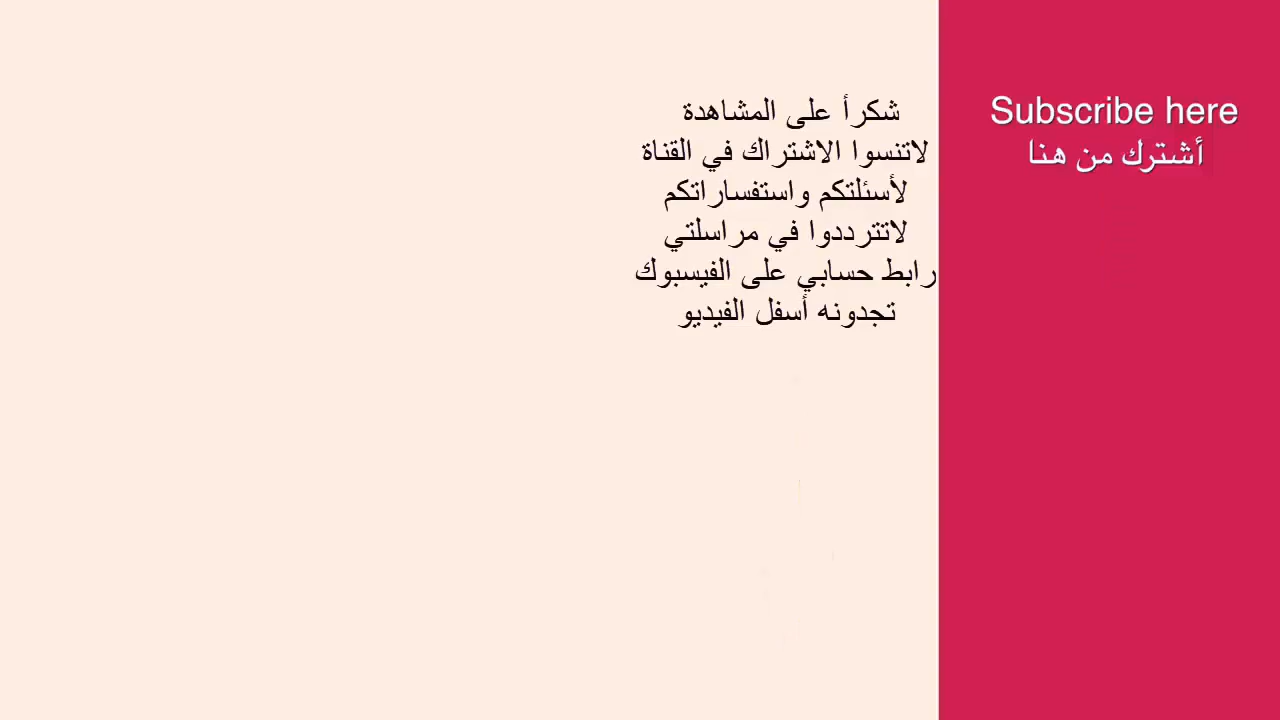 شكرأ على المشاهدة
لاتنسوا الاشتراك في القناة
لأسئلتكم واستفساراتكم
لاتترددوا في مراسلتي
رابط حسابي على الفيسبوك
تجدونه أسفل الفيديو
Subscribe here
أشترك من هنا